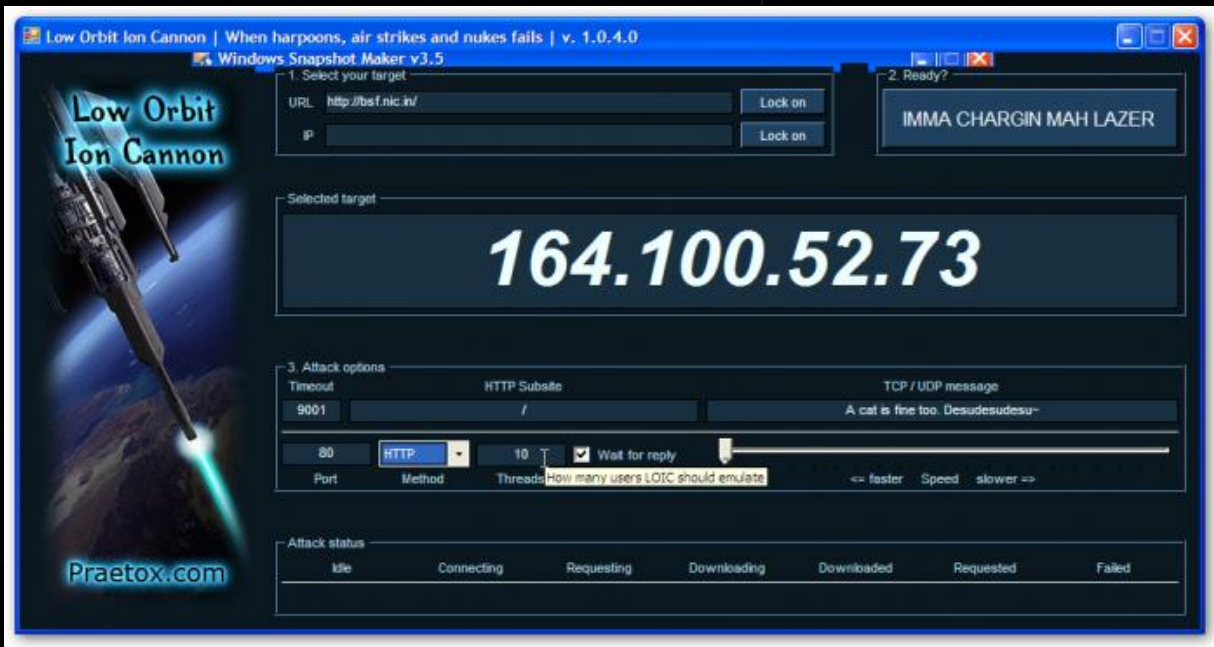 Low Orbit Ion Cannon | When harpoons, air strikes and nukes fails | v. 1.0.4.0
Windows Snapshot Maker v3.5
Low Orbit
Ion Cannon
1. Select your target
URL http://bsf.nic.in/ Lock on
IP Lock on
2. Ready?
IMMA CHARGIN MAH LAZER
Selected target
164.100.52.73
3. Attack options
Timeout HTTP Subsite TCP / UDP message
9001 / A cat is fine too. Desudesudesu~
80 HTTP 10 Wait for reply
Port Method Threads How many users LOIC should emulate <= faster Speed slower =>
Attack status
Idle Connecting Requesting Downloading Downloaded Requested Failed
Praetox.com